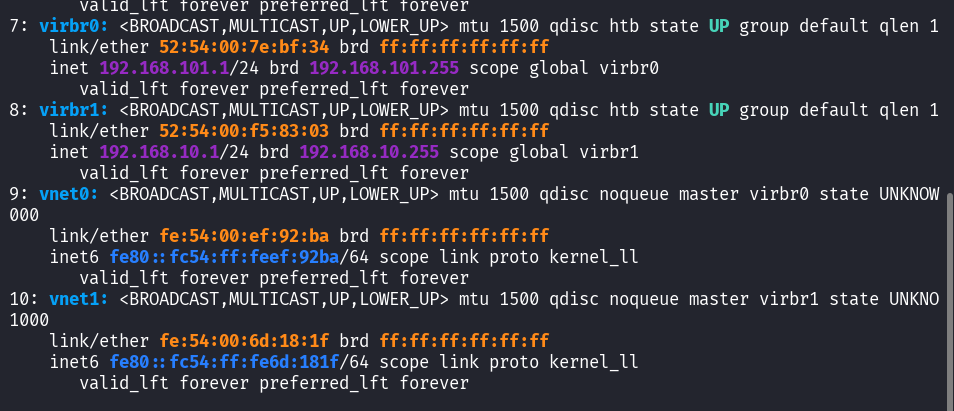 valid_lft forever preferred_lft forever
7: virbr0: <BROADCAST,MULTICAST,UP,LOWER_UP> mtu 1500 qdisc htb state UP group default qlen 1
link/ether 52:54:00:7e:bf:34 brd ff:ff:ff:ff:ff:ff
inet 192.168.101.1/24 brd 192.168.101.255 scope global virbr0
valid_lft forever preferred_lft forever
8: virbr1: <BROADCAST,MULTICAST,UP,LOWER_UP> mtu 1500 qdisc htb state UP group default qlen 1
link/ether 52:54:00:f5:83:03 brd ff:ff:ff:ff:ff:ff
inet 192.168.10.1/24 brd 192.168.10.255 scope global virbr1
valid_lft forever preferred_lft forever
9: vnet0: <BROADCAST,MULTICAST,UP,LOWER_UP> mtu 1500 qdisc noqueue master virbr0 state UNKNOW
000
link/ether fe:54:00:ef:92:ba brd ff:ff:ff:ff:ff:ff
inet6 fe80::fc54:ff:feef:92ba/64 scope link proto kernel_ll
valid_lft forever preferred_lft forever
10: vnet1: <BROADCAST,MULTICAST,UP,LOWER_UP> mtu 1500 qdisc noqueue master virbr1 state UNKNO
1000
link/ether fe:54:00:6d:18:1f brd ff:ff:ff:ff:ff:ff
inet6 fe80::fc54:ff:fe6d:181f/64 scope link proto kernel_ll
valid_lft forever preferred_lft forever